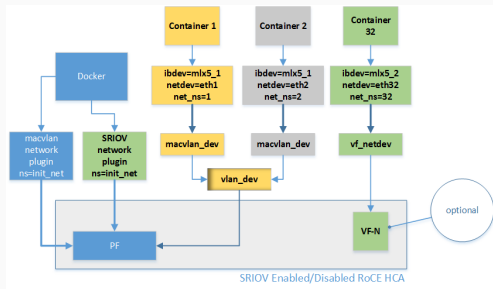 Container 1
Container 2
Container
32
Docker
ibdev=mlx5_1
netdev=eth1
net_ns=1
ibdev=mlx5_1
netdev=eth2
net_ns=2
ibdev=mlx5_2
netdev=eth32
net_ns=32
macvlan
network
plugin
ns=init_net
SRIOV
network
plugin
ns=init_net
macvlan_dev
macvlan_dev
vf_netdev
vlan_dev
optional
PF
VF-N
SRIOV Enabled/Disabled RoCE HCA